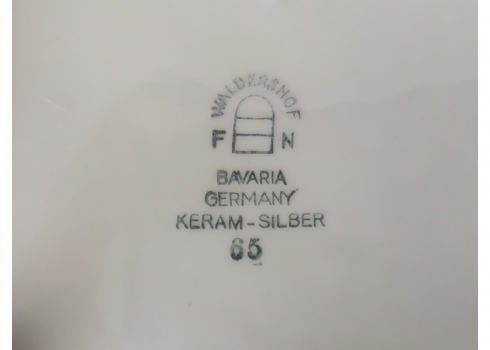 WALDERSHOF
F N
BAVARIA
GERMANY
KERAM-SILBER
65